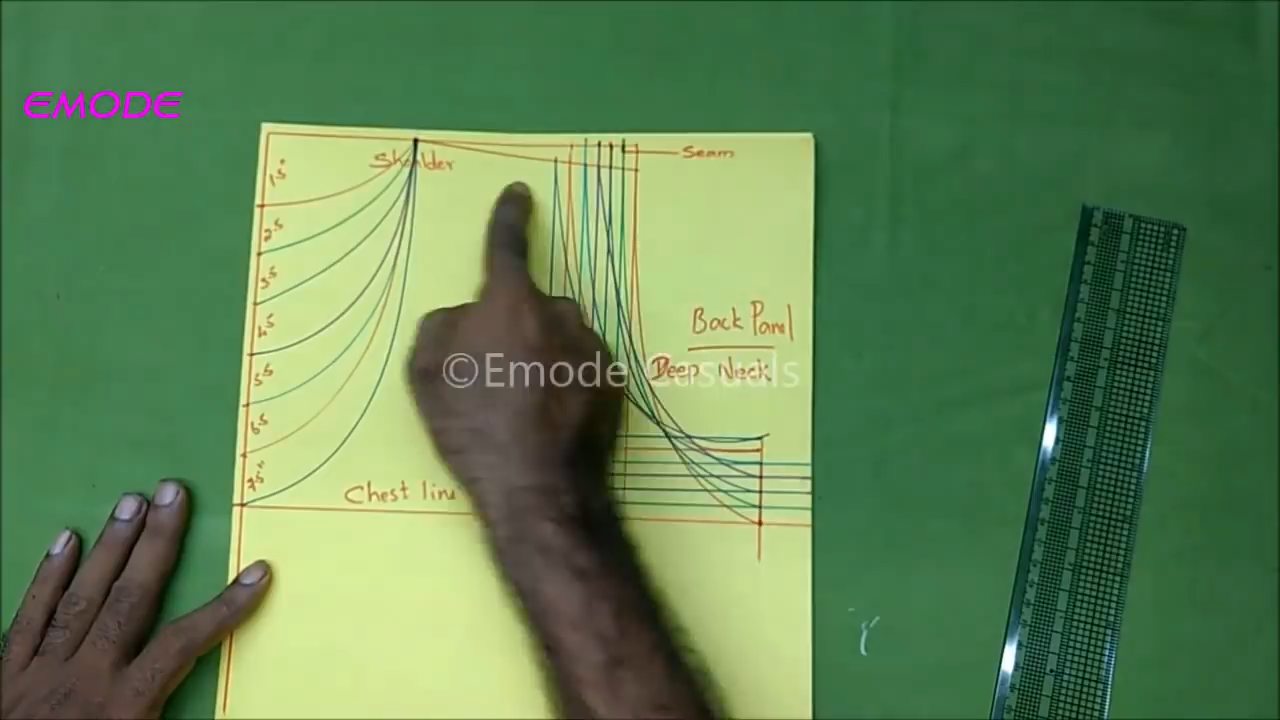 EMODE
Shoulder
Seam
1"5
2"5
3"5
4"5
5"5
6"5
7"5
Back Panel
Deep Neck
©Emode Casuals
Chest line